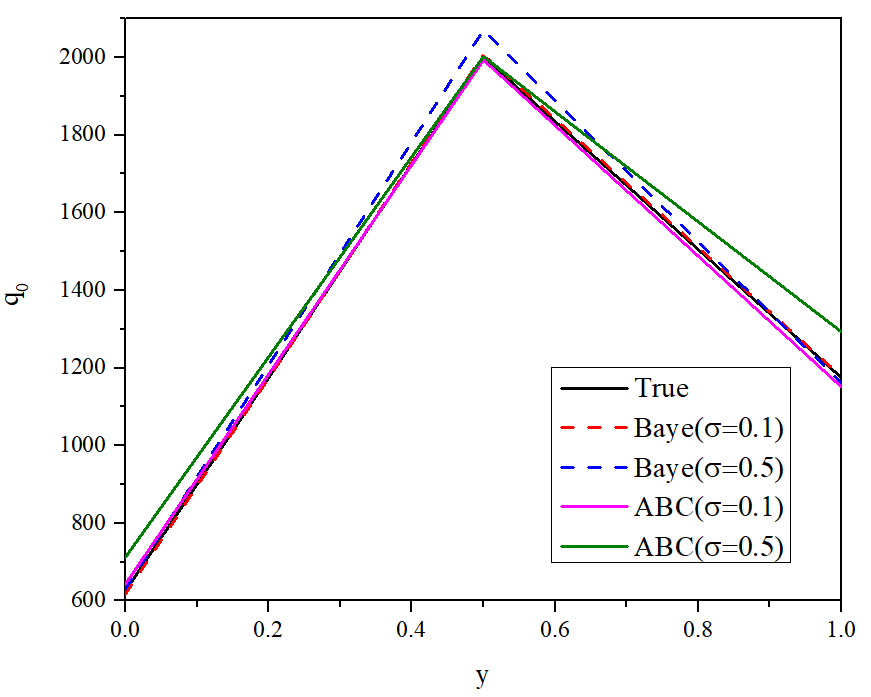 2000
1800
1600
1400
1200
1000
800
600
q₀
0.0 0.2 0.4 0.6 0.8 1.0
y
True
Baye(σ=0.1)
Baye(σ=0.5)
ABC(σ=0.1)
ABC(σ=0.5)